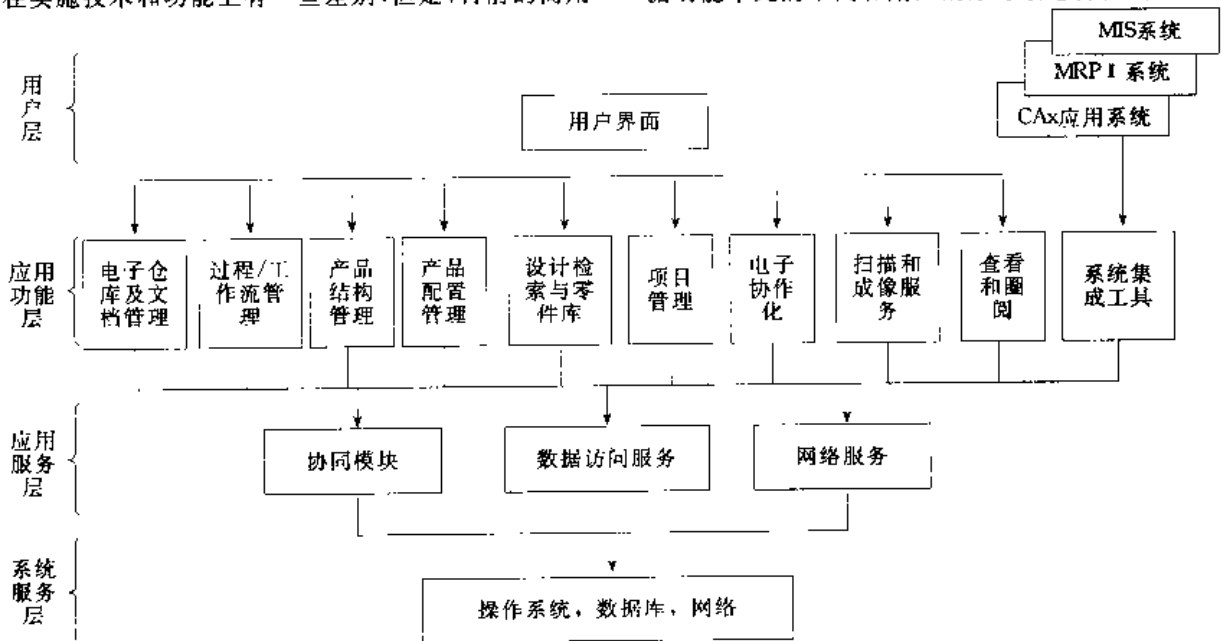 MIS系统
MRPⅠ系统
CAx应用系统
用
户
层
用户界面
应用
功能
层
电子仓
库及文
档管理
过程/工
作流管
理
产品
结构
管理
产品
配置
管理
设计检
索与零
件库
项目
管理
电子
协作
化
扫描和
成像服
务
查看
和圈
阅
系统集
成工具
应用
服务
层
协同模块
数据访问服务
网络服务
系统
服务
层
操作系统，数据库，网络